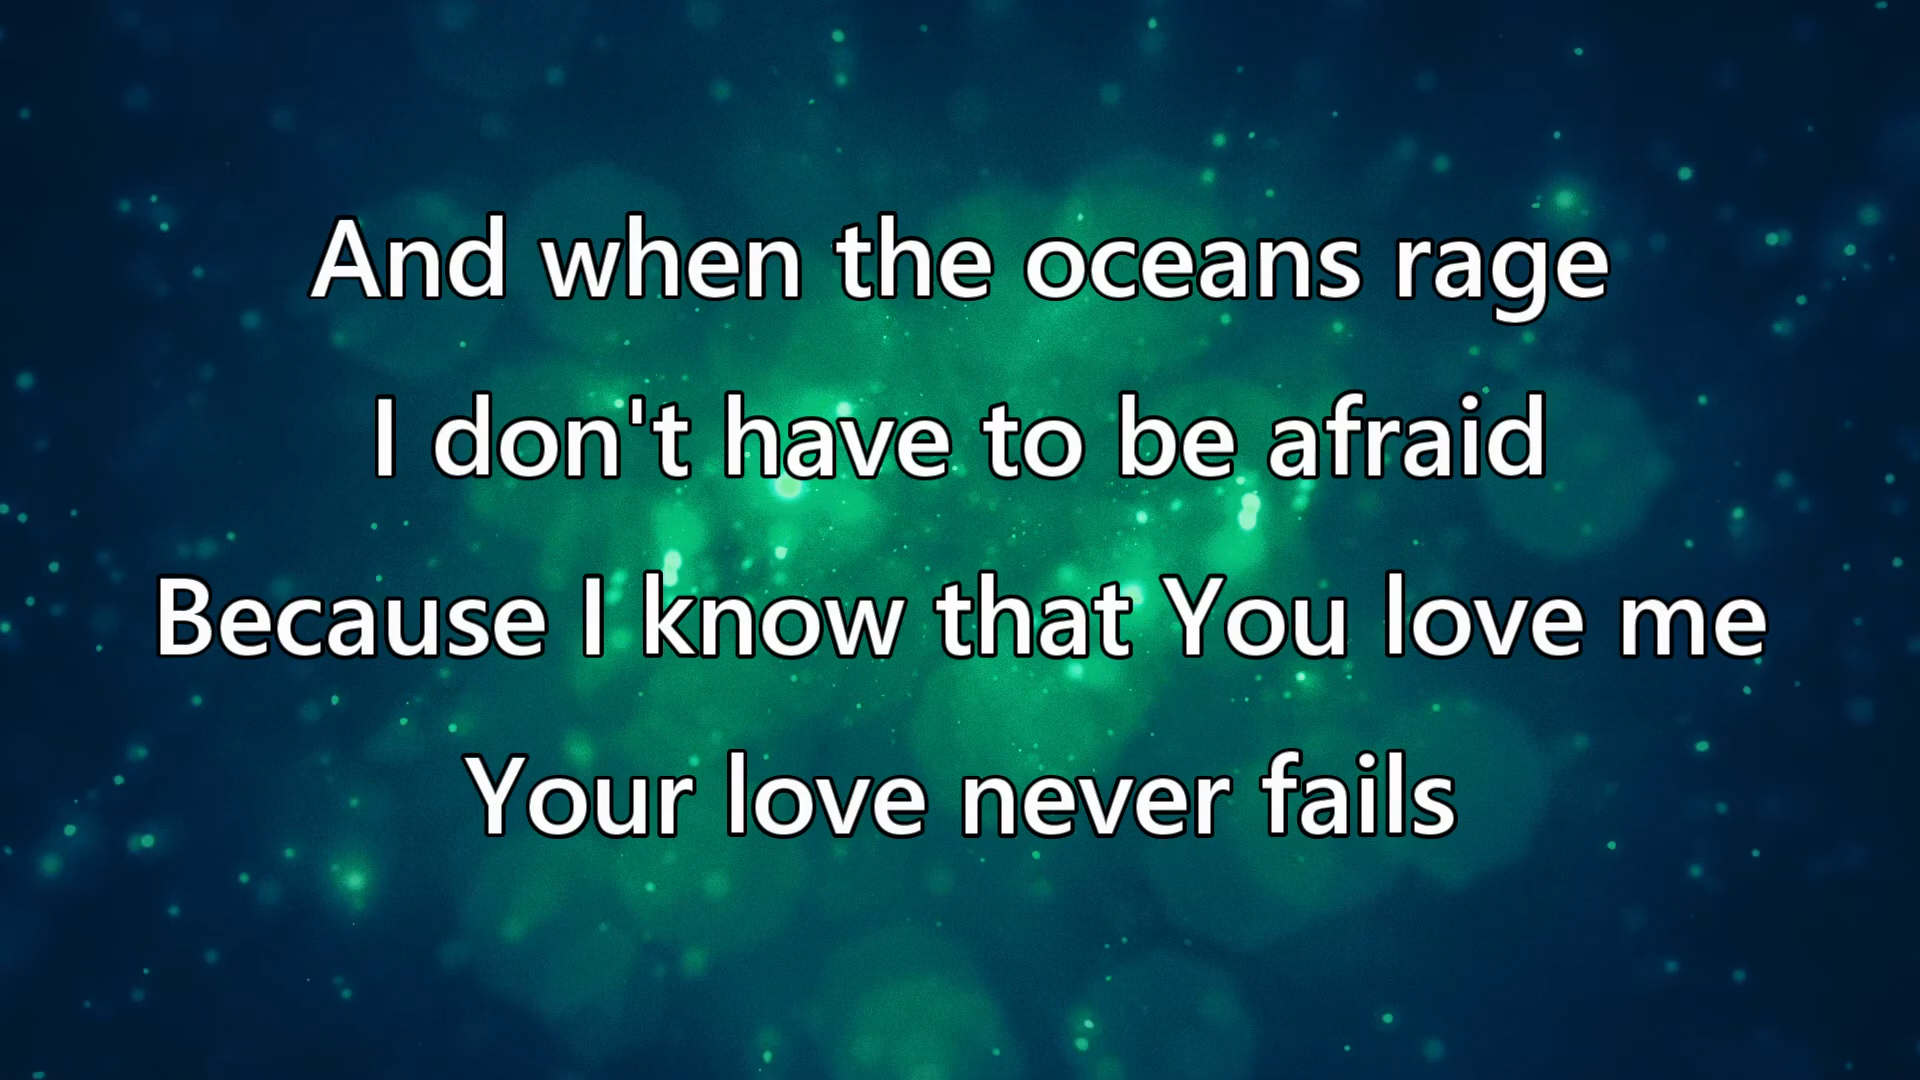 And when the oceans rage
I don't have to be afraid
Because I know that You love me
Your love never fails